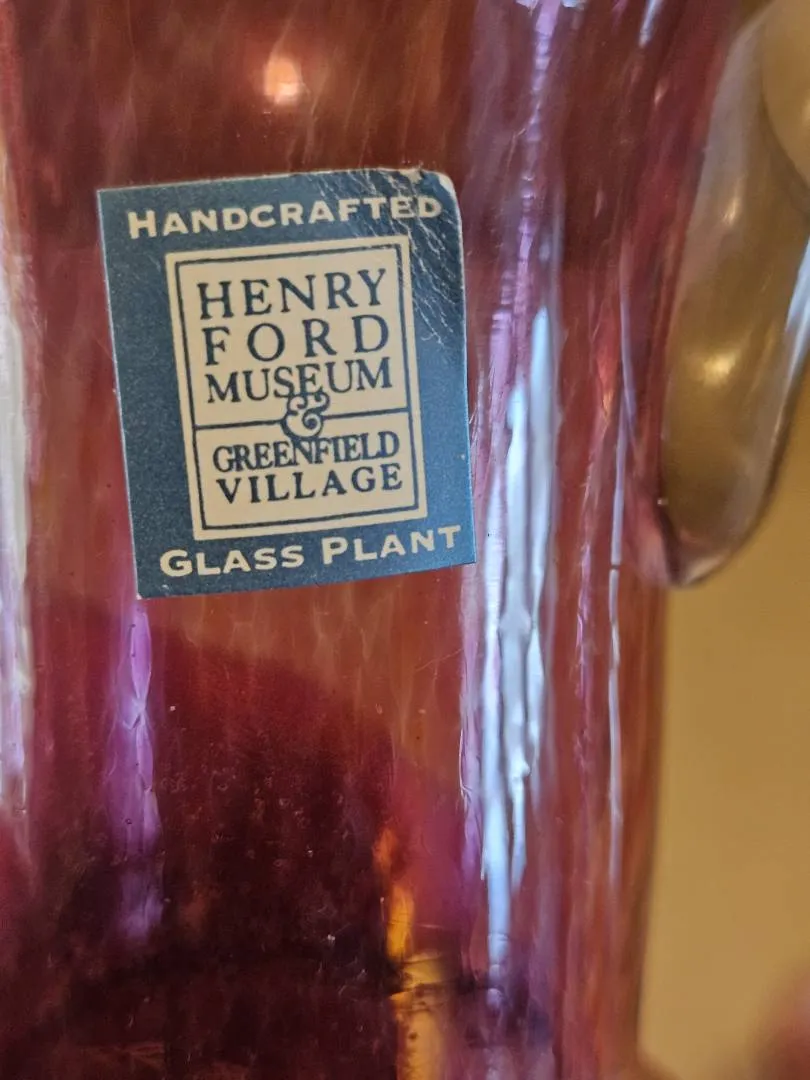 HANDCRAFTED
HENRY
FORD
MUSEUM
&
GREENFIELD
VILLAGE
GLASS PLANT